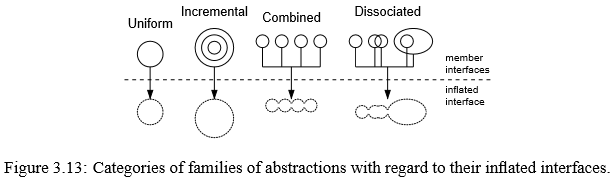 Uniform
Incremental
Combined
Dissociated
member
interfaces
inflated
interface
Figure 3.13: Categories of families of abstractions with regard to their inflated interfaces.